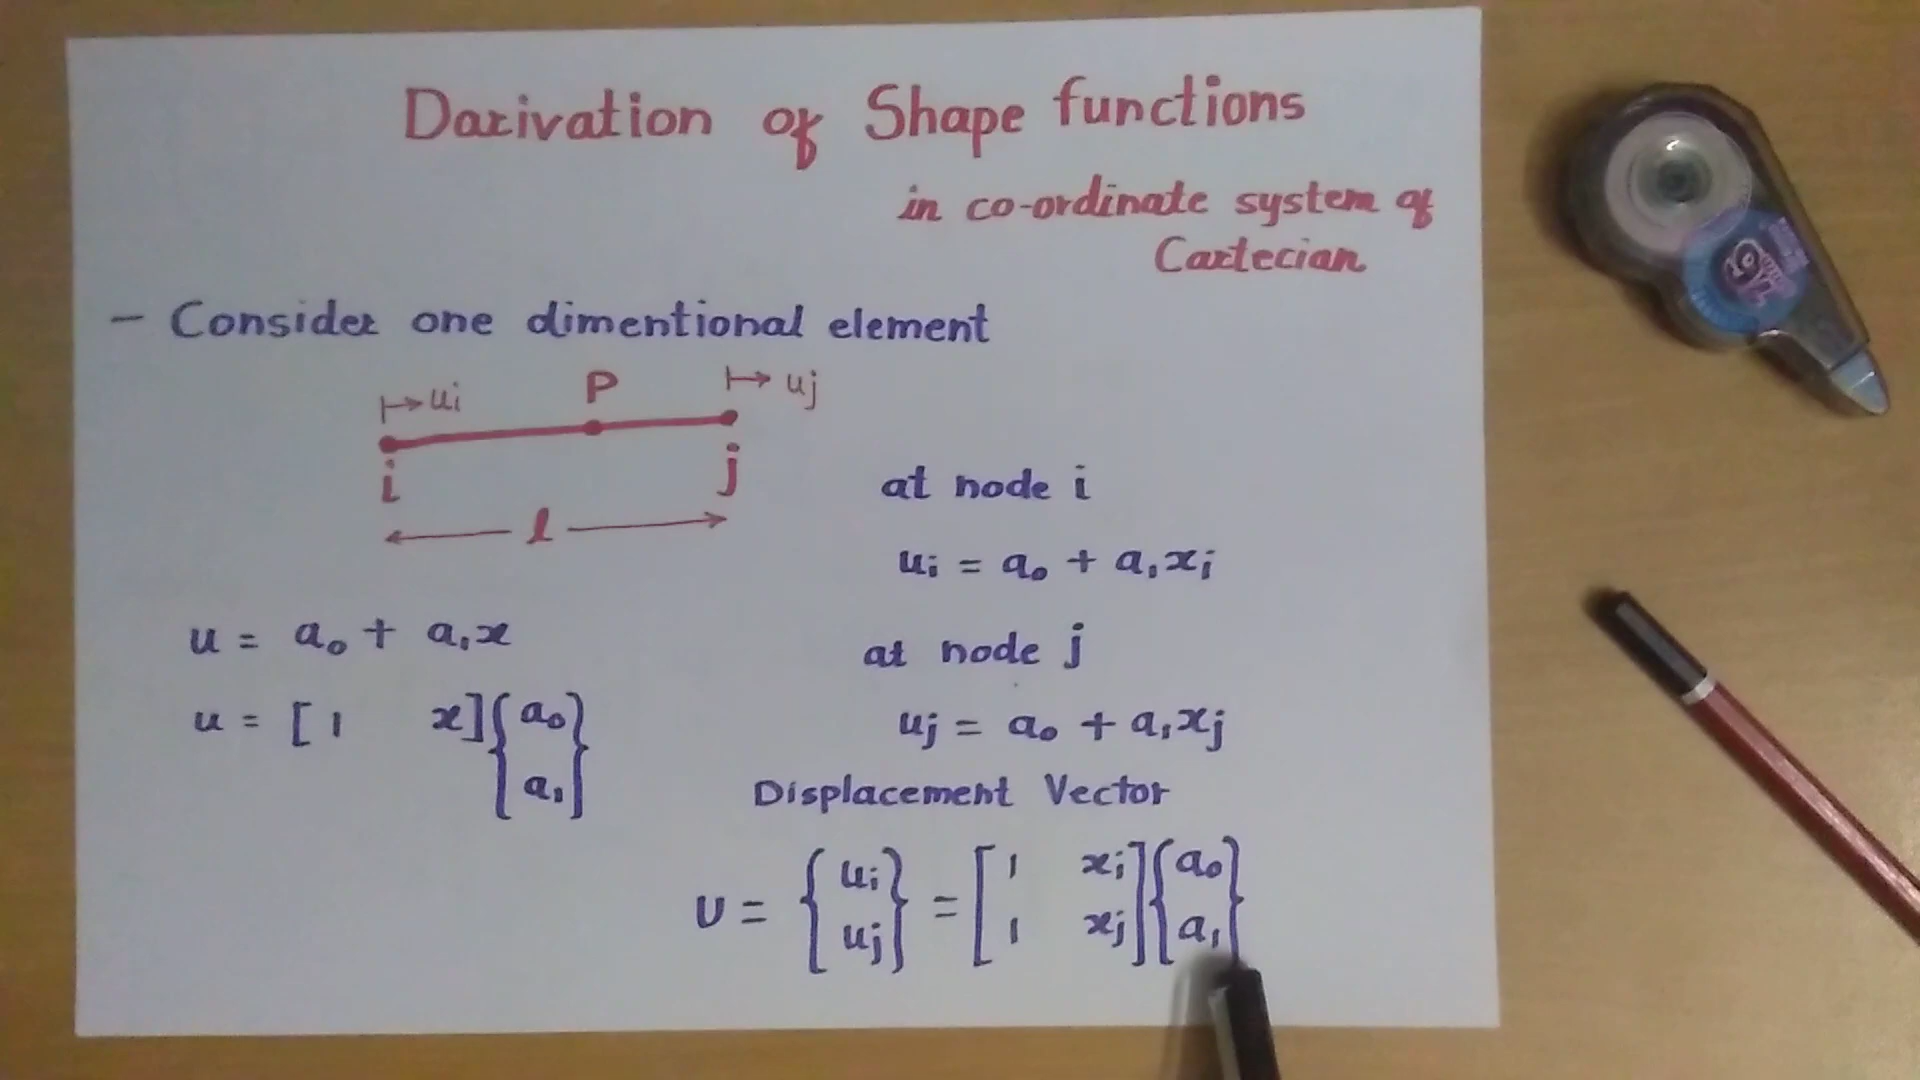 Darivation of Shape functions
in co-ordinate system of
Cartecian
- Consider one dimentional element
ui P uj
i j
l
u = a₀ + a₁x
u = [ 1 x ] { a₀
a₁ }
at node i
ui = a₀ + a₁xi
at node j
uj = a₀ + a₁xj
Displacement Vector
U = { ui
uj } = [ 1 xi
1 xj ] { a₀
a₁ }